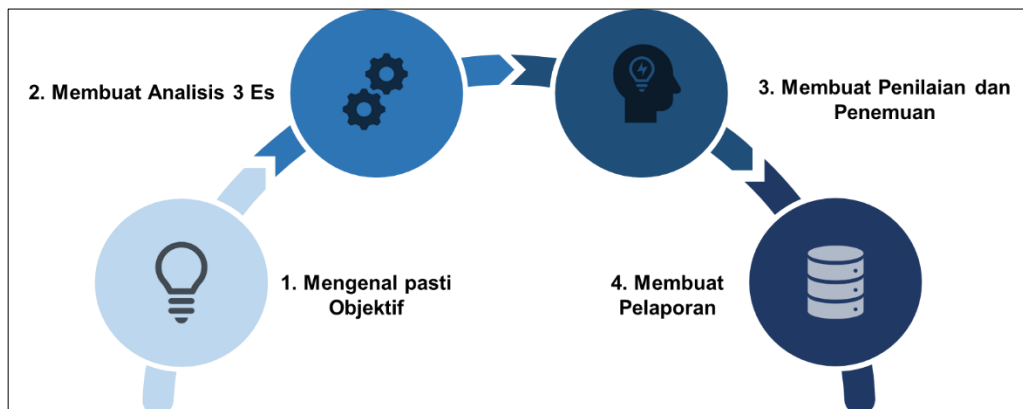 1. Mengenal pasti
Objektif
2. Membuat Analisis 3 Es
3. Membuat Penilaian dan
Penemuan
4. Membuat
Pelaporan